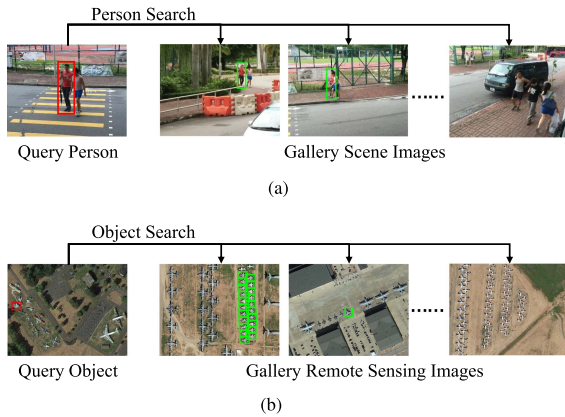 Person Search
......
Query Person
Gallery Scene Images
(a)
Object Search
......
Query Object
Gallery Remote Sensing Images
(b)